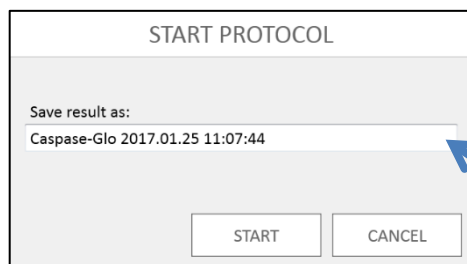 START PROTOCOL
Save result as:
Caspase-Glo 2017.01.25 11:07:44
START
CANCEL